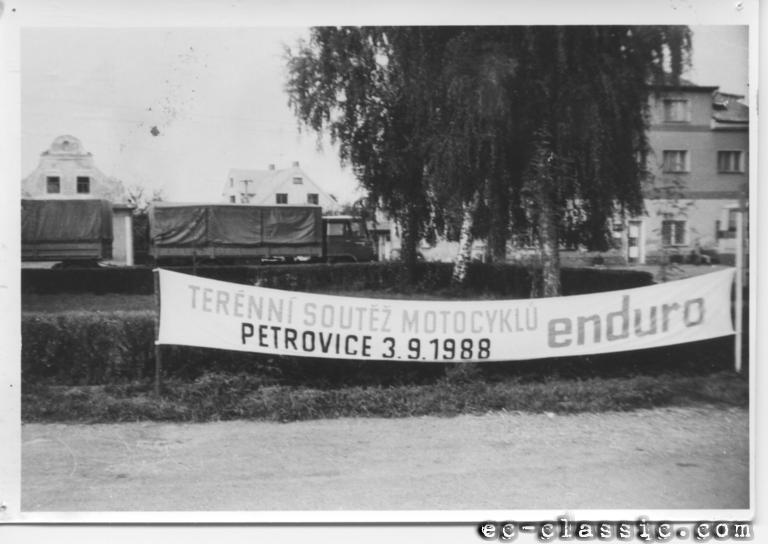 TERÉNNÍ SOUTĚŽ MOTOCYKLŮ enduro
PETROVICE 3.9.1988
ec-classic.com